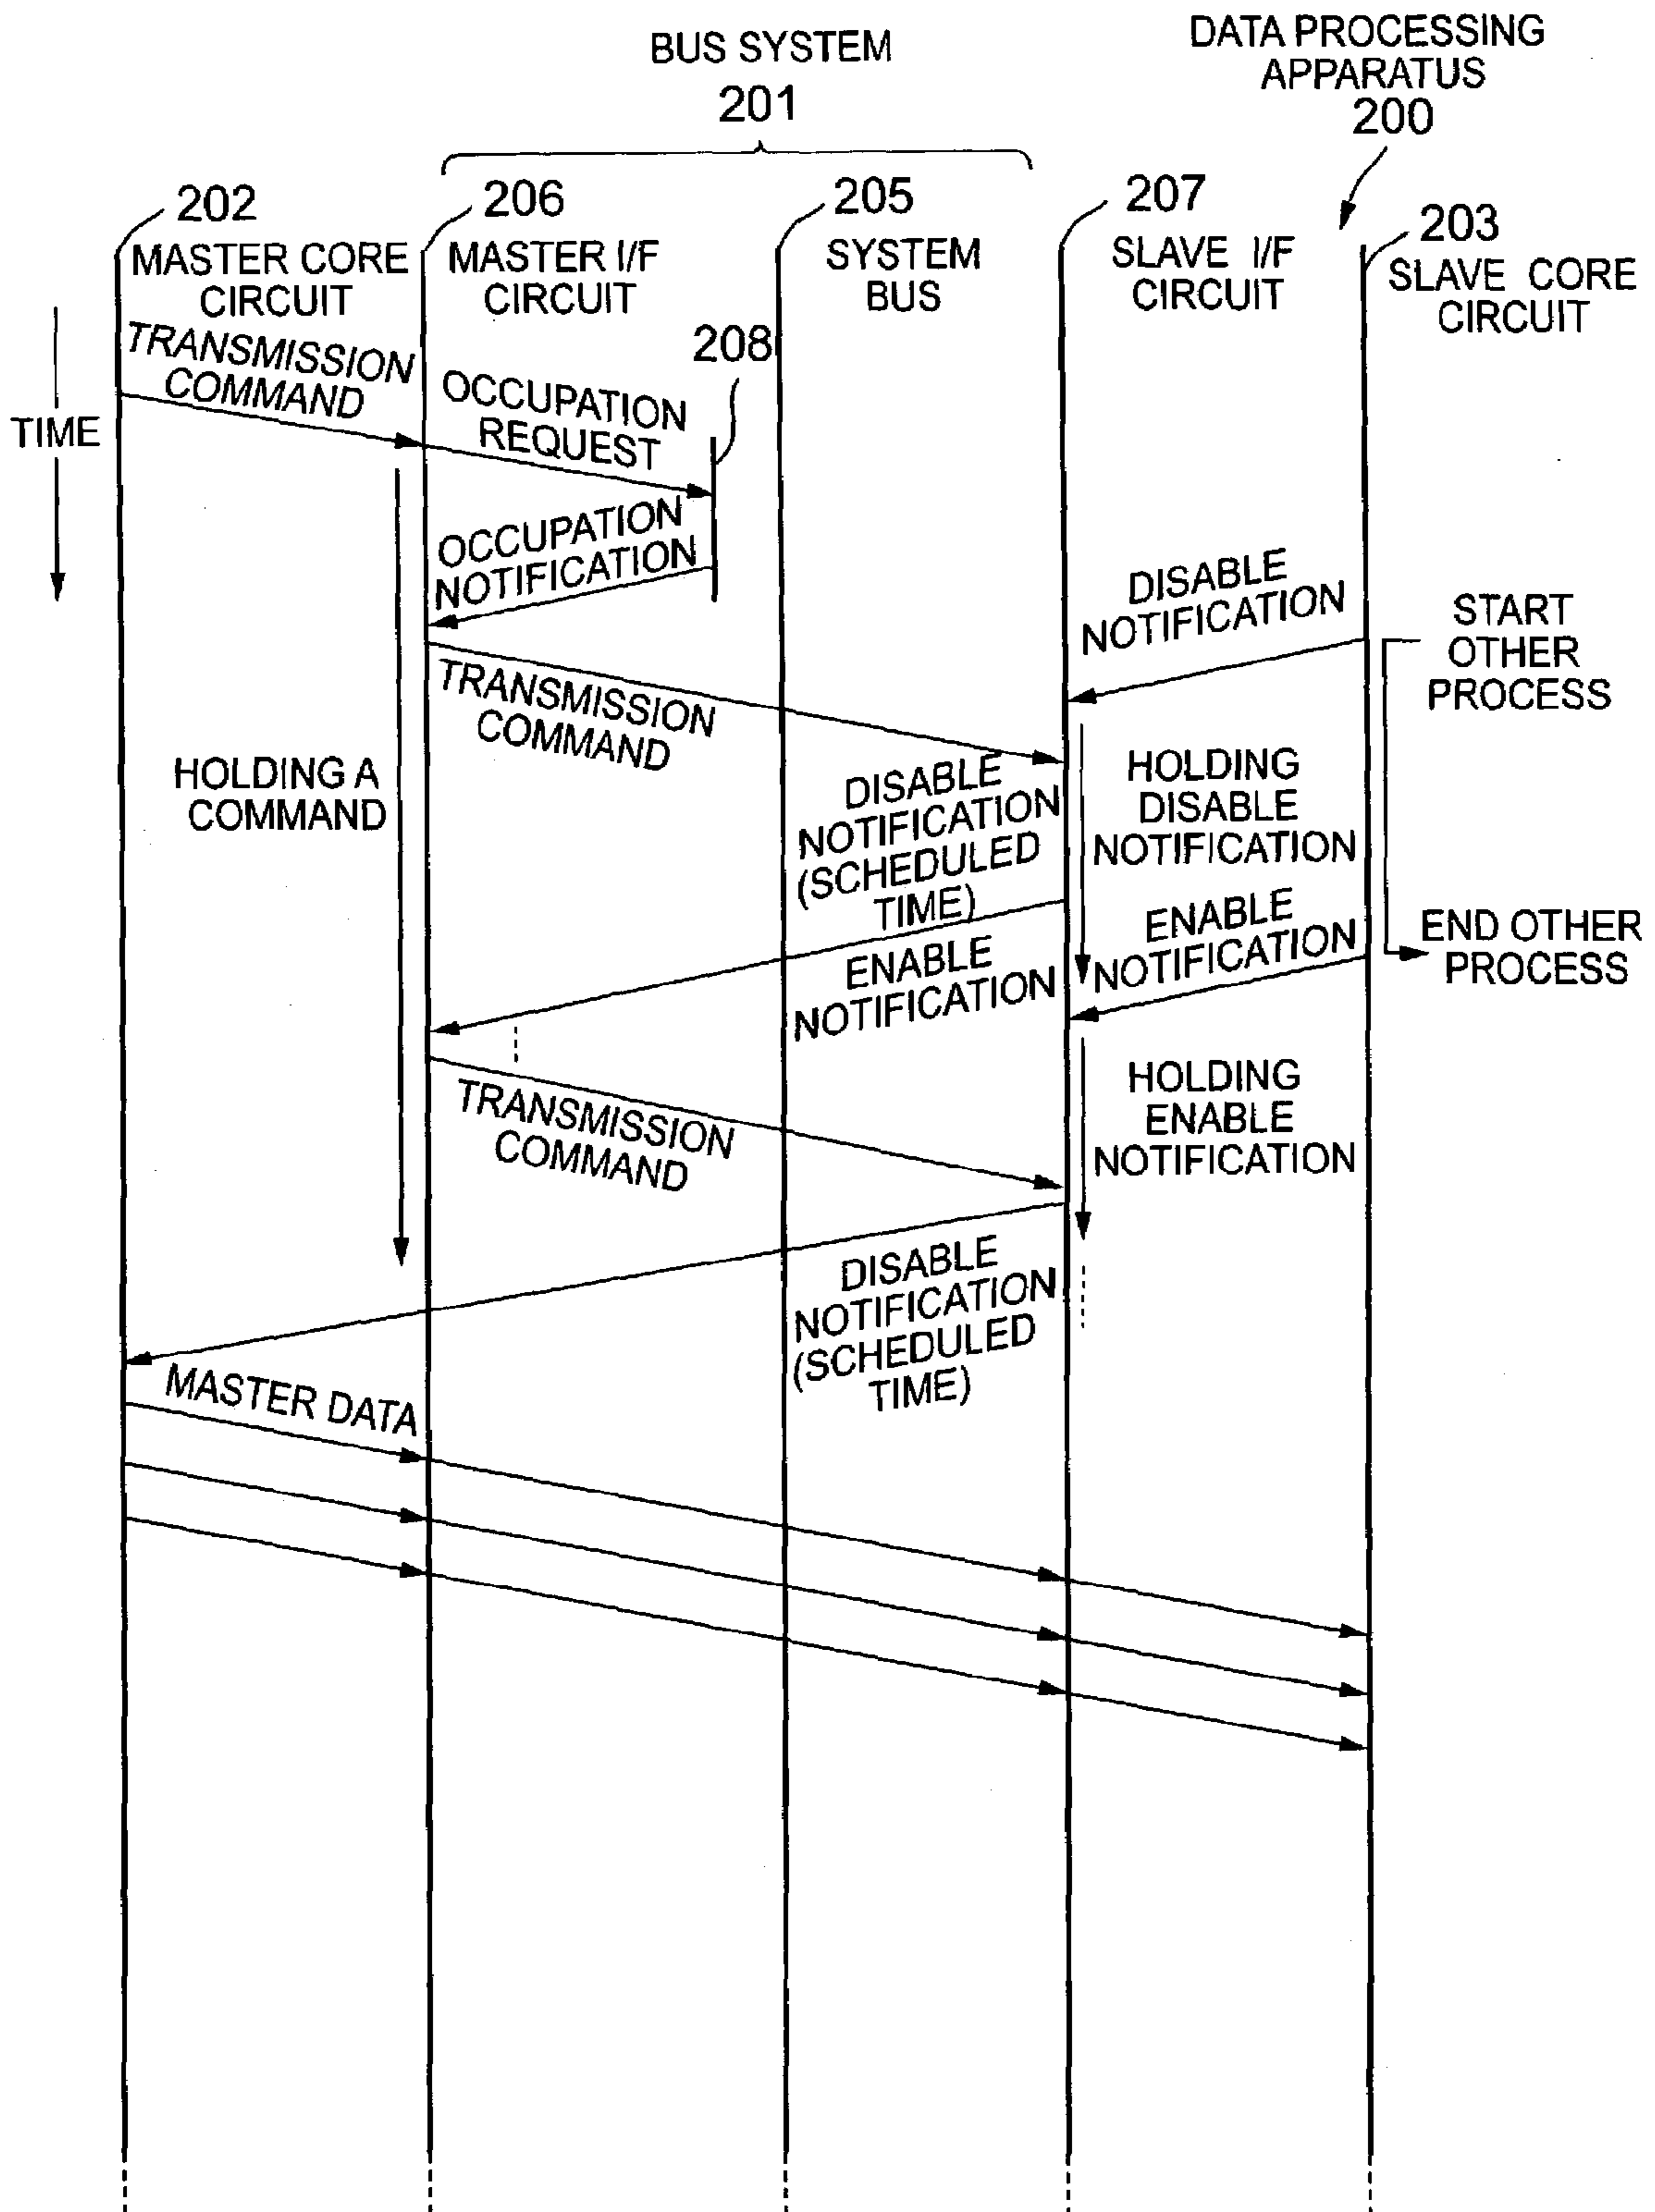 BUS SYSTEM
201
DATA PROCESSING
APPARATUS
200
202
MASTER CORE
CIRCUIT
206
MASTER I/F
CIRCUIT
205
SYSTEM
BUS
207
SLAVE I/F
CIRCUIT
203
SLAVE CORE
CIRCUIT
TIME
TRANSMISSION
COMMAND
208
OCCUPATION
REQUEST
OCCUPATION
NOTIFICATION
DISABLE
NOTIFICATION
START
OTHER
PROCESS
TRANSMISSION
COMMAND
HOLDING A
COMMAND
DISABLE
NOTIFICATION
(SCHEDULED
TIME)
HOLDING
DISABLE
NOTIFICATION
ENABLE
NOTIFICATION
END OTHER
PROCESS
ENABLE
NOTIFICATION
TRANSMISSION
COMMAND
HOLDING
ENABLE
NOTIFICATION
DISABLE
NOTIFICATION
(SCHEDULED
TIME)
MASTER DATA